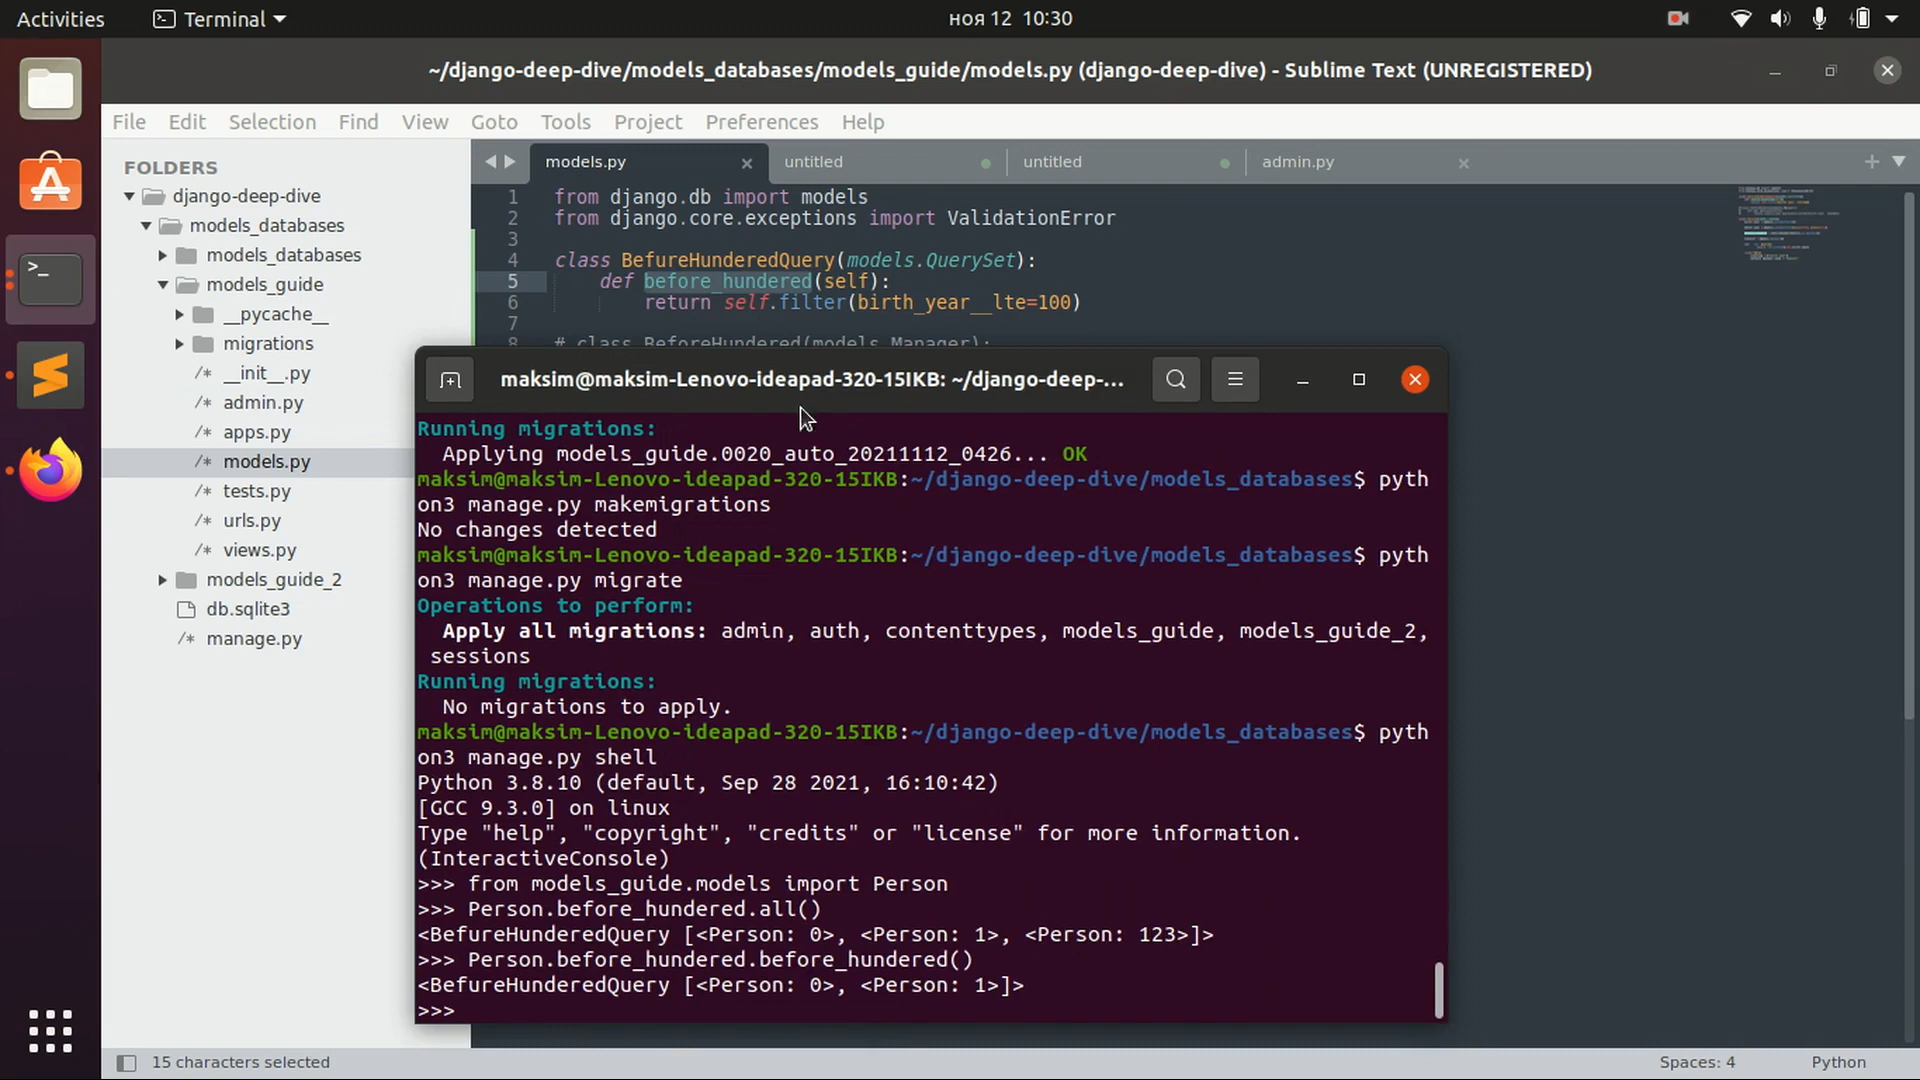 Activities
Terminal
ноя 12 10:30
~/django-deep-dive/models_databases/models_guide/models.py (django-deep-dive) - Sublime Text (UNREGISTERED)
File Edit Selection Find View Goto Tools Project Preferences Help
FOLDERS
django-deep-dive
models_databases
models_databases
models_guide
__pycache__
migrations
/* __init__.py
/* admin.py
/* apps.py
/* models.py
/* tests.py
/* urls.py
/* views.py
models_guide_2
db.sqlite3
/* manage.py
models.py untitled untitled admin.py
1 from django.db import models
2 from django.core.exceptions import ValidationError
3
4 class BefureHunderedQuery(models.QuerySet):
5 def before_hundered(self):
6 return self.filter(birth_year__lte=100)
7
8 # class BeforeHundered(models.Manager):
maksim@maksim-Lenovo-ideapad-320-15IKB: ~/django-deep-...
Running migrations:
Applying models_guide.0020_auto_20211112_0426... OK
maksim@maksim-Lenovo-ideapad-320-15IKB:~/django-deep-dive/models_databases$ pyth
on3 manage.py makemigrations
No changes detected
maksim@maksim-Lenovo-ideapad-320-15IKB:~/django-deep-dive/models_databases$ pyth
on3 manage.py migrate
Operations to perform:
Apply all migrations: admin, auth, contenttypes, models_guide, models_guide_2,
sessions
Running migrations:
No migrations to apply.
maksim@maksim-Lenovo-ideapad-320-15IKB:~/django-deep-dive/models_databases$ pyth
on3 manage.py shell
Python 3.8.10 (default, Sep 28 2021, 16:10:42)
[GCC 9.3.0] on linux
Type "help", "copyright", "credits" or "license" for more information.
(InteractiveConsole)
>>> from models_guide.models import Person
>>> Person.before_hundered.all()
<BefureHunderedQuery [<Person: 0>, <Person: 1>, <Person: 123>]>
>>> Person.before_hundered.before_hundered()
<BefureHunderedQuery [<Person: 0>, <Person: 1>]>
>>>
15 characters selected
Spaces: 4
Python